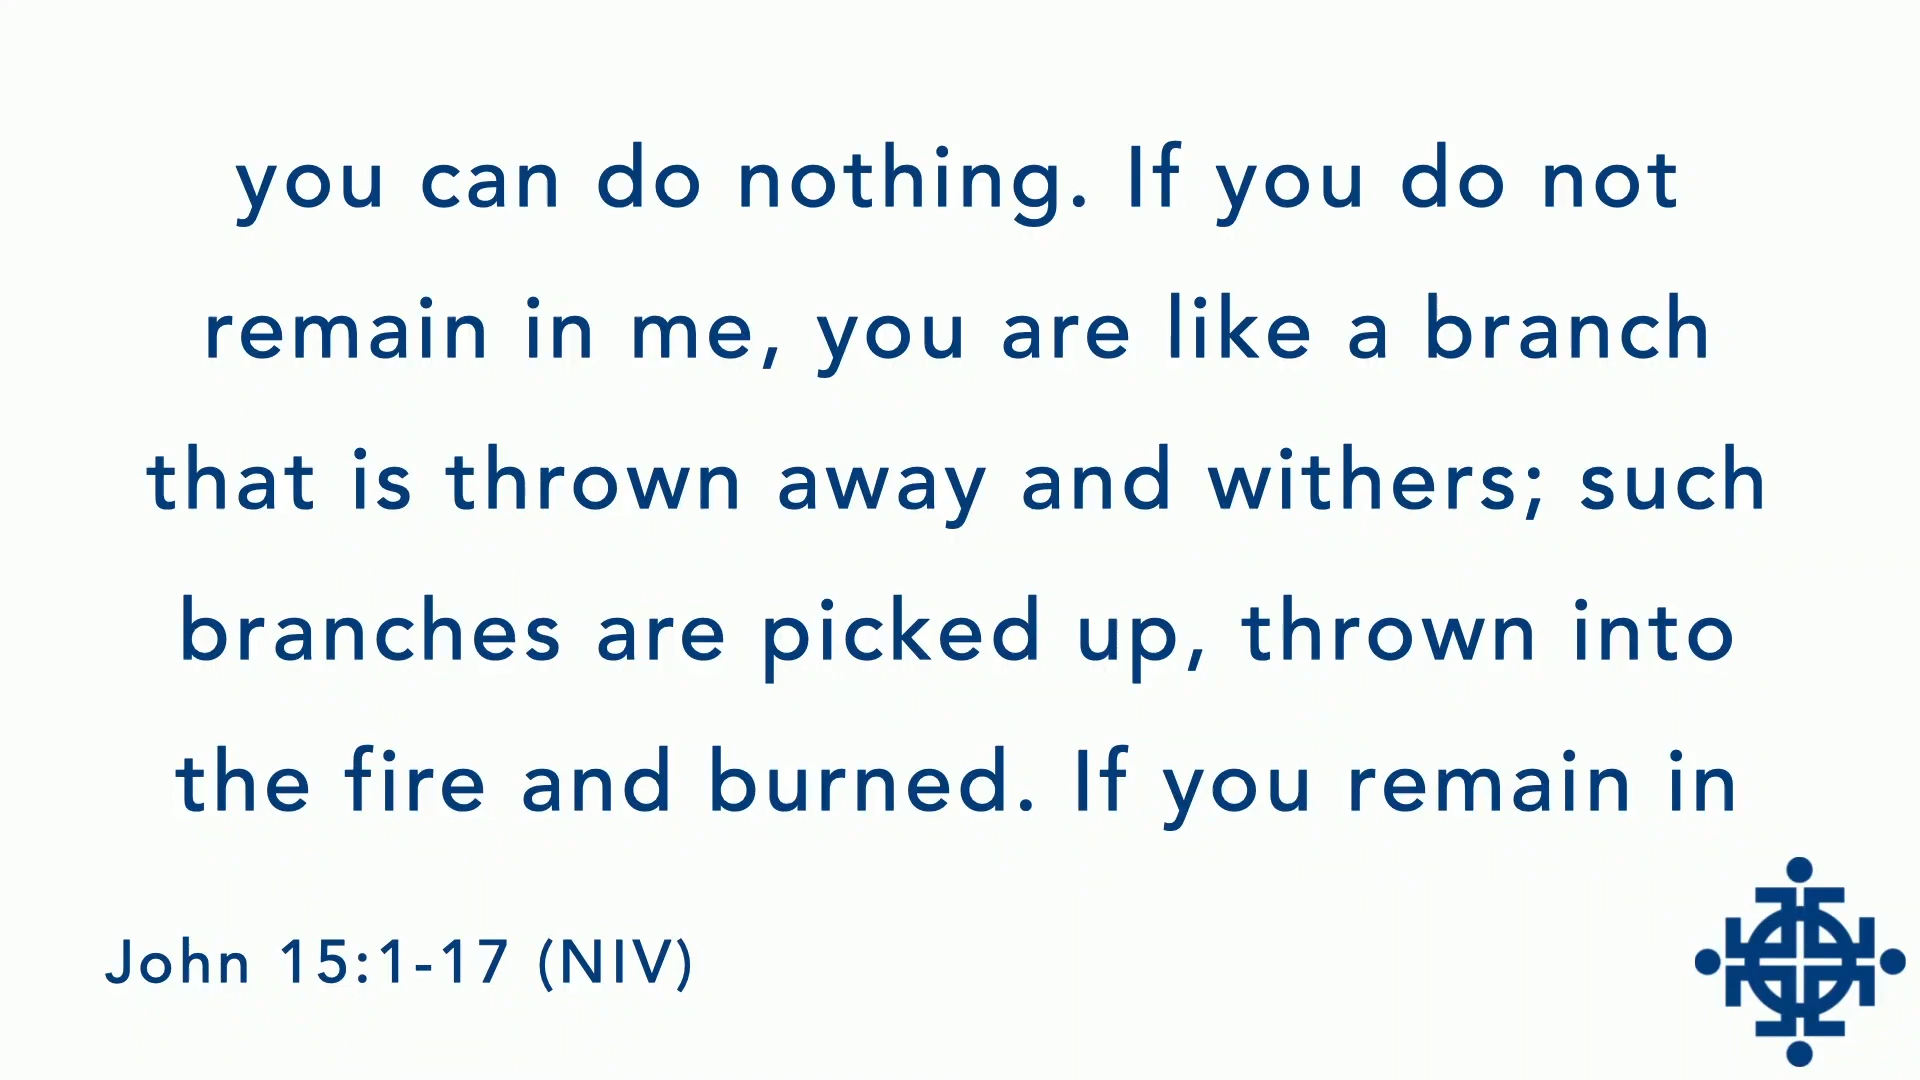 you can do nothing. If you do not
remain in me, you are like a branch
that is thrown away and withers; such
branches are picked up, thrown into
the fire and burned. If you remain in
John 15:1-17 (NIV)